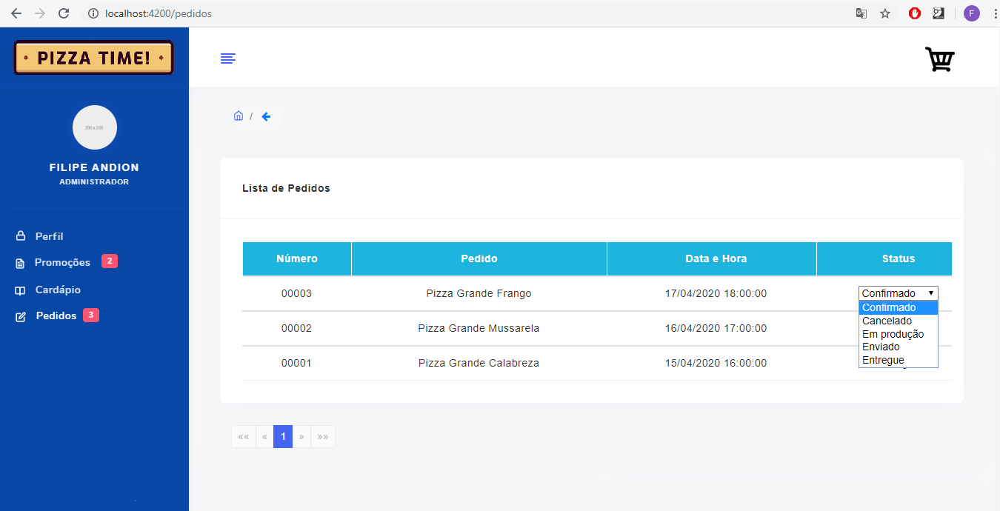 localhost:4200/pedidos
F
· PIZZA TIME! ·
200 x 200
FILIPE ANDION
ADMINISTRADOR
Perfil
Promoções 2
Cardápio
Pedidos 3
/
Lista de Pedidos
Número Pedido Data e Hora Status
00003 Pizza Grande Frango 17/04/2020 18:00:00 Confirmado
Confirmado
Cancelado
Em produção
Enviado
Entregue
00002 Pizza Grande Mussarela 16/04/2020 17:00:00
00001 Pizza Grande Calabreza 15/04/2020 16:00:00
«« « 1 » »»